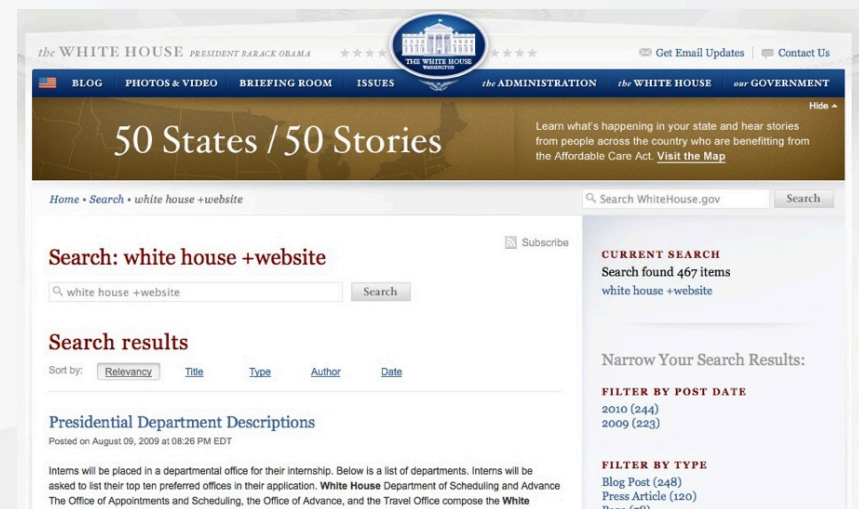 the WHITE HOUSE PRESIDENT BARACK OBAMA
THE WHITE HOUSE
WASHINGTON
Get Email Updates
Contact Us
BLOG PHOTOS & VIDEO BRIEFING ROOM ISSUES the ADMINISTRATION the WHITE HOUSE our GOVERNMENT
Hide
50 States / 50 Stories
Learn what's happening in your state and hear stories
from people across the country who are benefitting from
the Affordable Care Act. Visit the Map
Home • Search • white house +website
Search WhiteHouse.gov
Search
Subscribe
Search: white house +website
white house +website
Search
Search results
Sort by: Relevancy Title Type Author Date
Presidential Department Descriptions
Posted on August 09, 2009 at 08:26 PM EDT
Interns will be placed in a departmental office for their internship. Below is a list of departments. Interns will be
asked to list their top ten preferred offices in their application. White House Department of Scheduling and Advance
The Office of Appointments and Scheduling, the Office of Advance, and the Travel Office compose the White
CURRENT SEARCH
Search found 467 items
white house +website
Narrow Your Search Results:
FILTER BY POST DATE
2010 (244)
2009 (223)
FILTER BY TYPE
Blog Post (248)
Press Article (120)